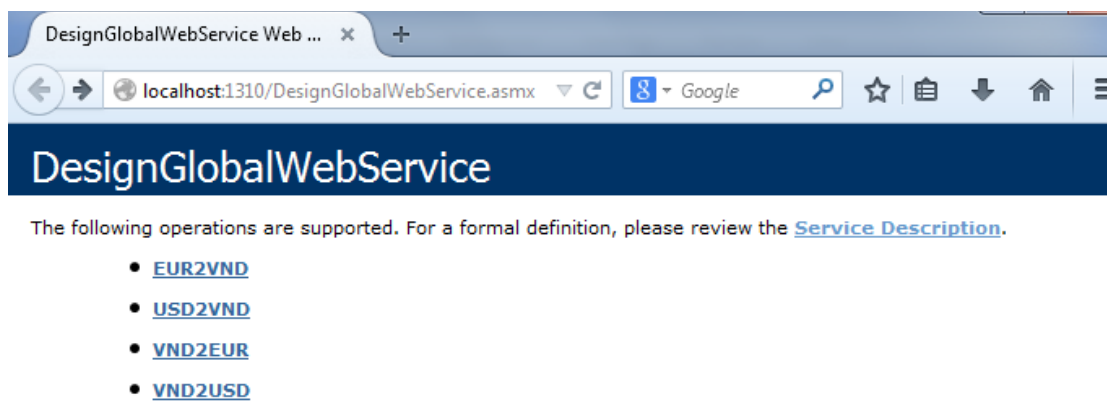 DesignGlobalWebService Web ...
localhost:1310/DesignGlobalWebService.asmx
8 Google
DesignGlobalWebService
The following operations are supported. For a formal definition, please review the Service Description.
EUR2VND
USD2VND
VND2EUR
VND2USD